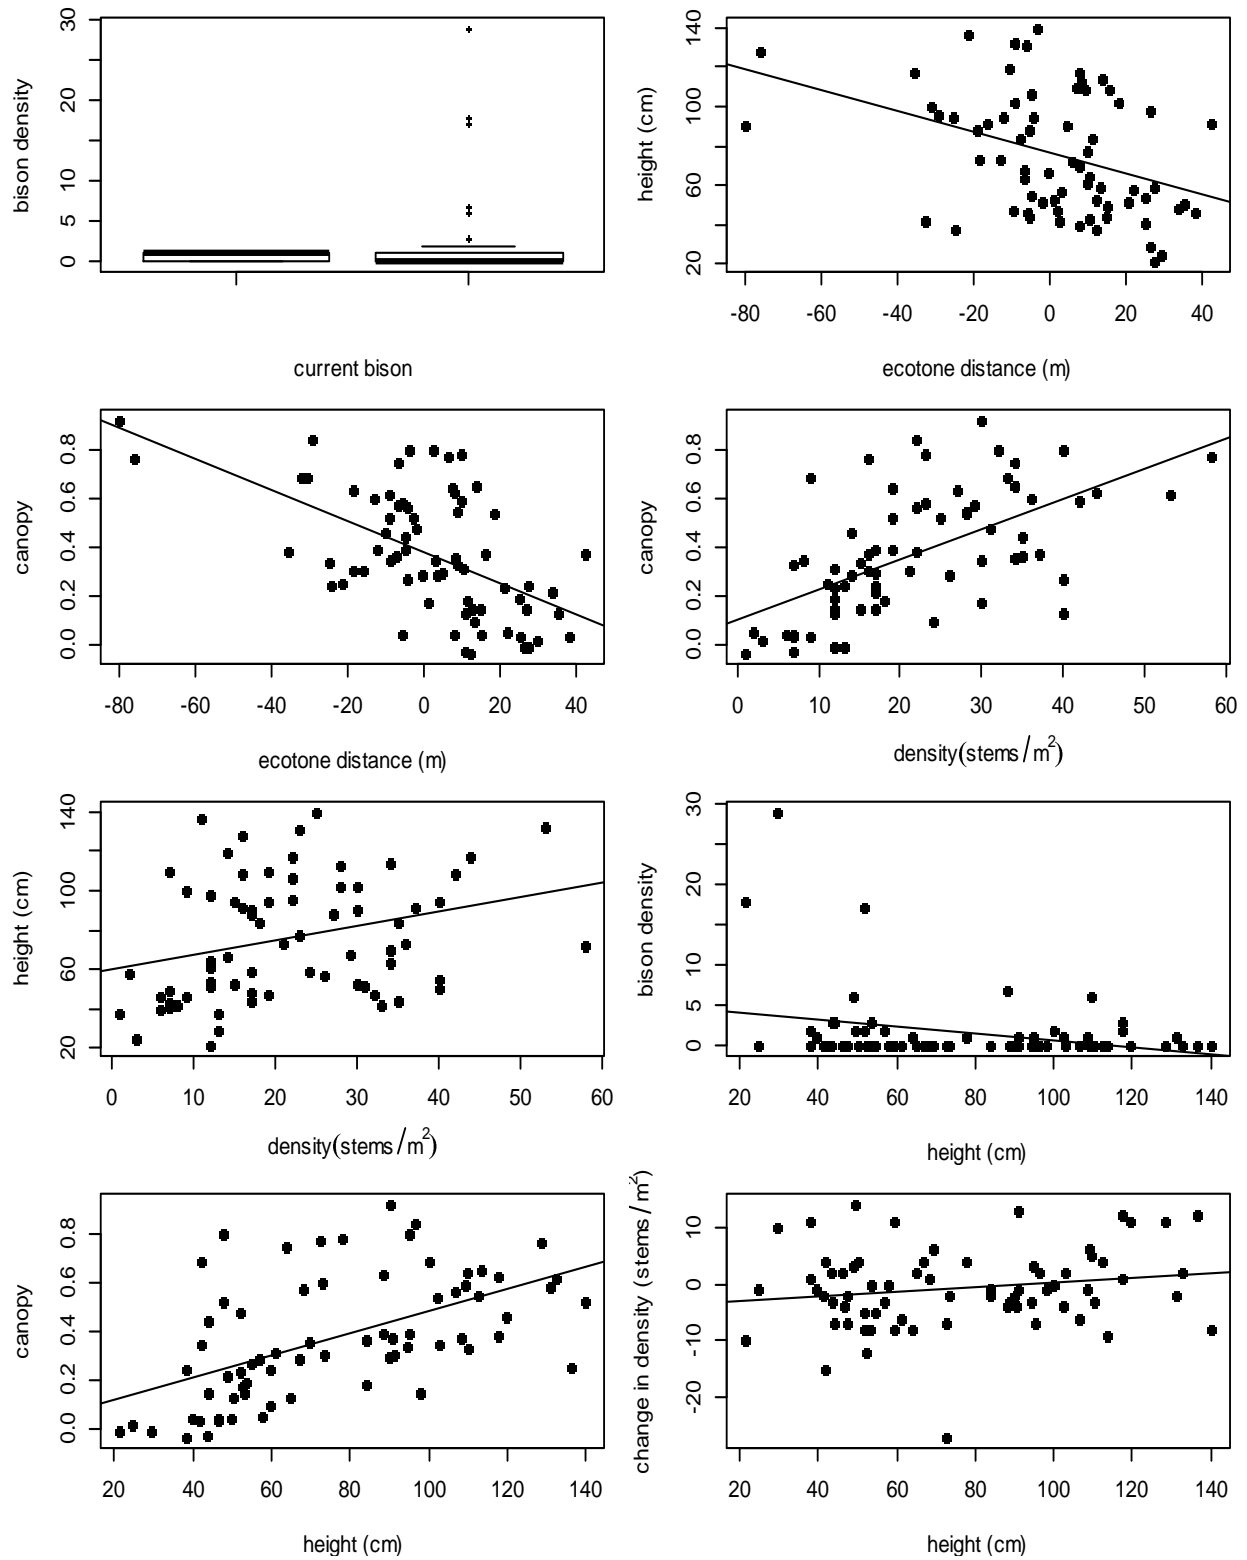 bison density
30
20
10
5
0
current bison
height (cm)
140
100
60
20
-80 -60 -40 -20 0 20 40
ecotone distance (m)
canopy
0.8
0.6
0.4
0.2
0.0
-80 -60 -40 -20 0 20 40
ecotone distance (m)
canopy
0.8
0.6
0.4
0.2
0.0
0 10 20 30 40 50 60
density(stems/m²)
height (cm)
140
100
60
20
0 10 20 30 40 50 60
density(stems/m²)
bison density
30
20
10
5
0
20 40 60 80 100 120 140
height (cm)
canopy
0.8
0.6
0.4
0.2
0.0
20 40 60 80 100 120 140
height (cm)
change in density (stems/m²)
10
0
-10
-20
20 40 60 80 100 120 140
height (cm)